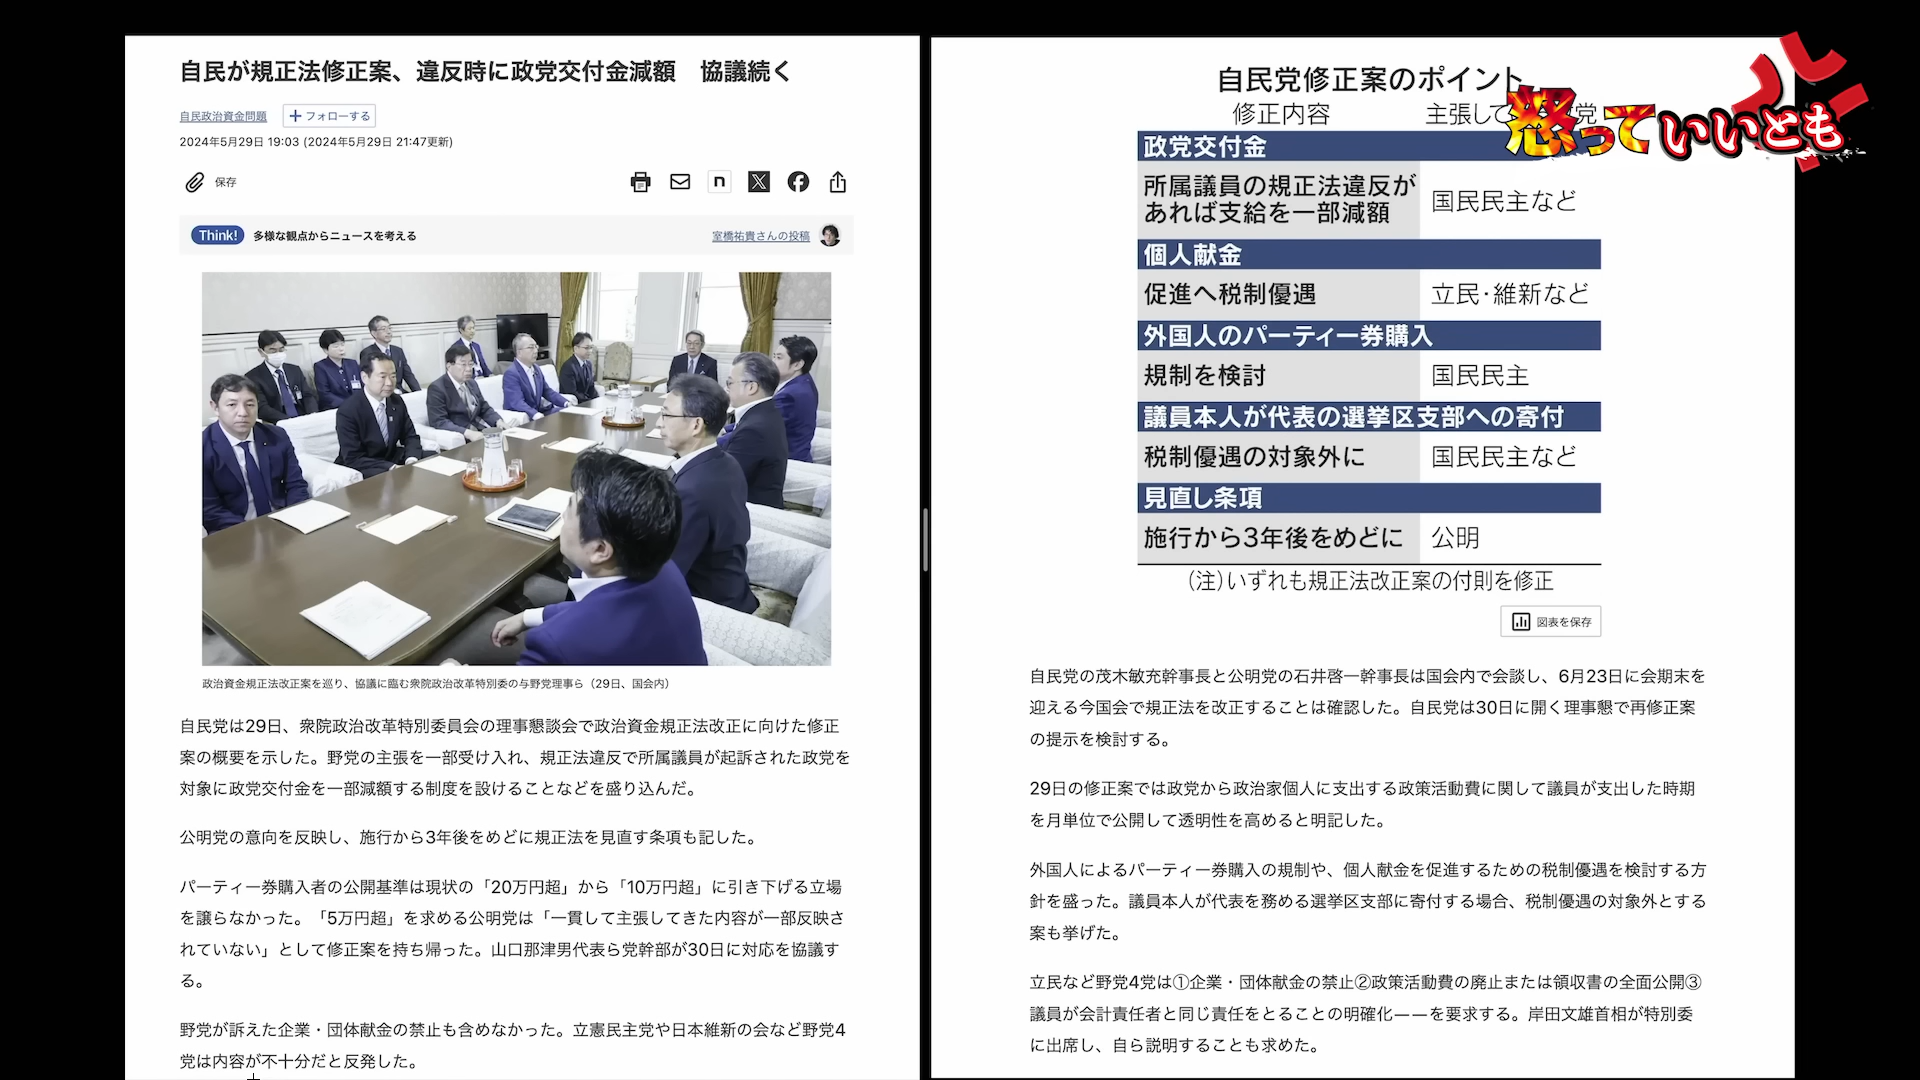 自民が規正法修正案、違反時に政党交付金減額　協議続く
自民政治資金問題
＋フォローする
2024年5月29日 19:03 (2024年5月29日 21:47更新)
保存
n
X
Think!
多様な観点からニュースを考える
室橋祐貴さんの投稿
政治資金規正法改正案を巡り、協議に臨む衆院政治改革特別委の与野党理事ら（29日、国会内）
自民党は29日、衆院政治改革特別委員会の理事懇談会で政治資金規正法改正に向けた修正
案の概要を示した。野党の主張を一部受け入れ、規正法違反で所属議員が起訴された政党を
対象に政党交付金を一部減額する制度を設けることなどを盛り込んだ。
公明党の意向を反映し、施行から3年後をめどに規正法を見直す条項も記した。
パーティー券購入者の公開基準は現状の「20万円超」から「10万円超」に引き下げる立場
を譲らなかった。「5万円超」を求める公明党は「一貫して主張してきた内容が一部反映さ
れていない」として修正案を持ち帰った。山口那津男代表ら党幹部が30日に対応を協議す
る。
野党が訴えた企業・団体献金の禁止も含めなかった。立憲民主党や日本維新の会など野党4
党は内容が不十分だと反発した。
自民党修正案のポイント
修正内容
主張して
党
怒っていいとも
政党交付金
所属議員の規正法違反が
あれば支給を一部減額
国民民主など
個人献金
促進へ税制優遇
立民・維新など
外国人のパーティー券購入
規制を検討
国民民主
議員本人が代表の選挙区支部への寄付
税制優遇の対象外に
国民民主など
見直し条項
施行から3年後をめどに
公明
（注）いずれも規正法改正案の付則を修正
図表を保存
自民党の茂木敏充幹事長と公明党の石井啓一幹事長は国会内で会談し、6月23日に会期末を
迎える今国会で規正法を改正することは確認した。自民党は30日に開く理事懇で再修正案
の提示を検討する。
29日の修正案では政党から政治家個人に支出する政策活動費に関して議員が支出した時期
を月単位で公開して透明性を高めると明記した。
外国人によるパーティー券購入の規制や、個人献金を促進するための税制優遇を検討する方
針を盛った。議員本人が代表を務める選挙区支部に寄付する場合、税制優遇の対象外とする
案も挙げた。
立民など野党4党は①企業・団体献金の禁止②政策活動費の廃止または領収書の全面公開③
議員が会計責任者と同じ責任をとることの明確化――を要求する。岸田文雄首相が特別委
に出席し、自ら説明することも求めた。